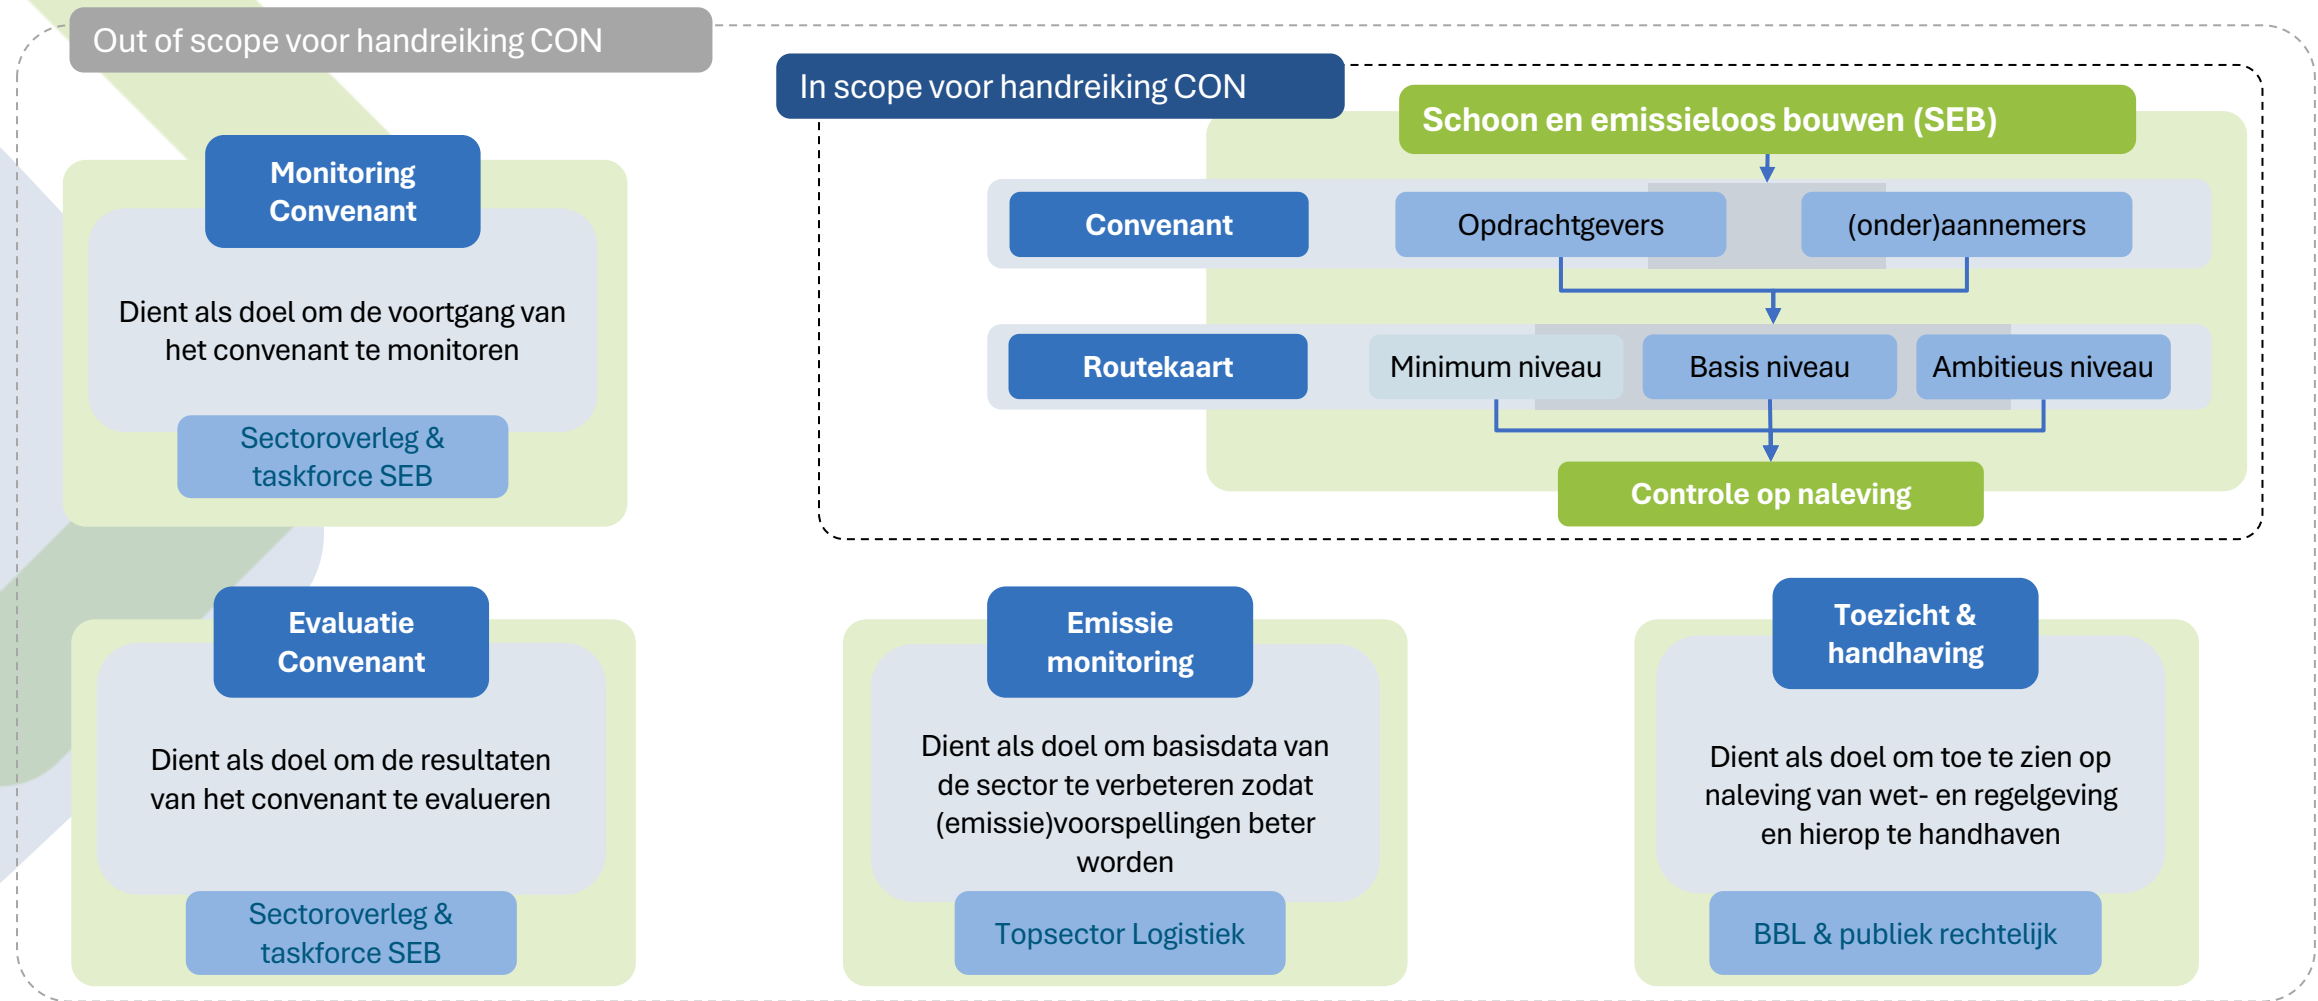 Out of scope voor handreiking CON
In scope voor handreiking CON
Schoon en emissieloos bouwen (SEB)
Convenant
Opdrachtgevers
(onder)aannemers
Routekaart
Minimum niveau
Basis niveau
Ambitieus niveau
Controle op naleving
Monitoring
Convenant
Dient als doel om de voortgang van
het convenant te monitoren
Sectoroverleg &
taskforce SEB
Evaluatie
Convenant
Dient als doel om de resultaten
van het convenant te evalueren
Sectoroverleg &
taskforce SEB
Emissie
monitoring
Dient als doel om basisdata van
de sector te verbeteren zodat
(emissie)voorspellingen beter
worden
Topsector Logistiek
Toezicht &
handhaving
Dient als doel om toe te zien op
naleving van wet- en regelgeving
en hierop te handhaven
BBL & publiek rechtelijk